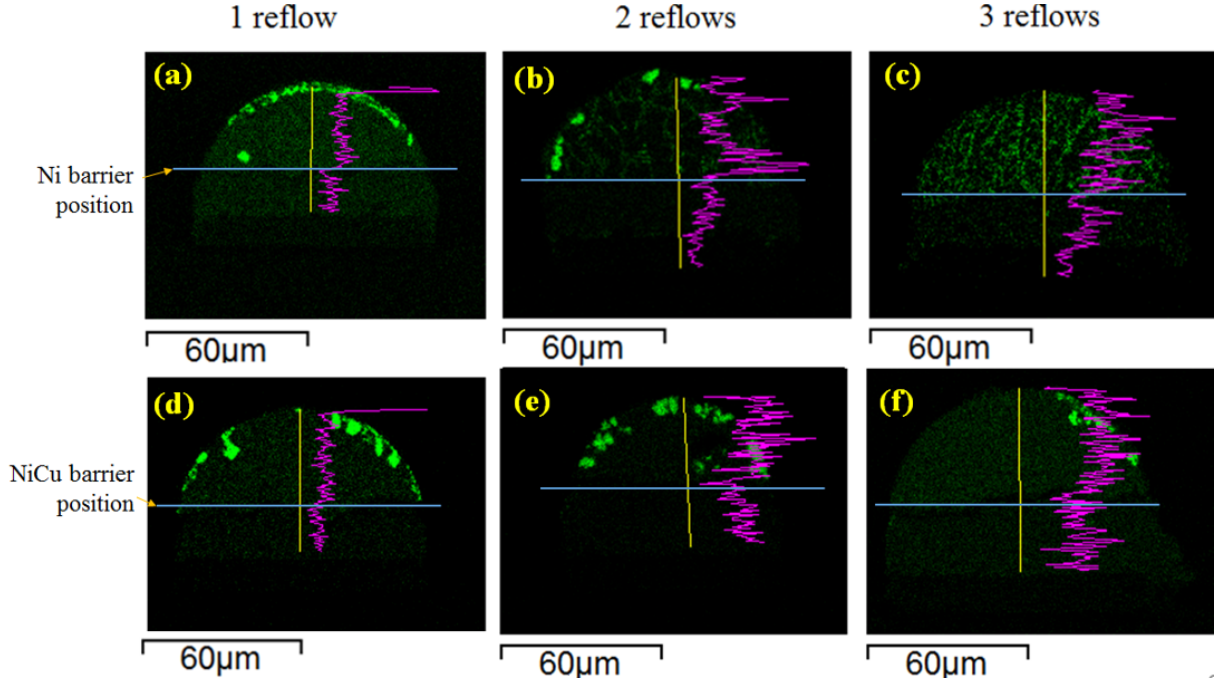 1 reflow
2 reflows
3 reflows
(a)
(b)
(c)
Ni barrier
position
60µm
60µm
60µm
(d)
(e)
(f)
NiCu barrier
position
60µm
60µm
60µm